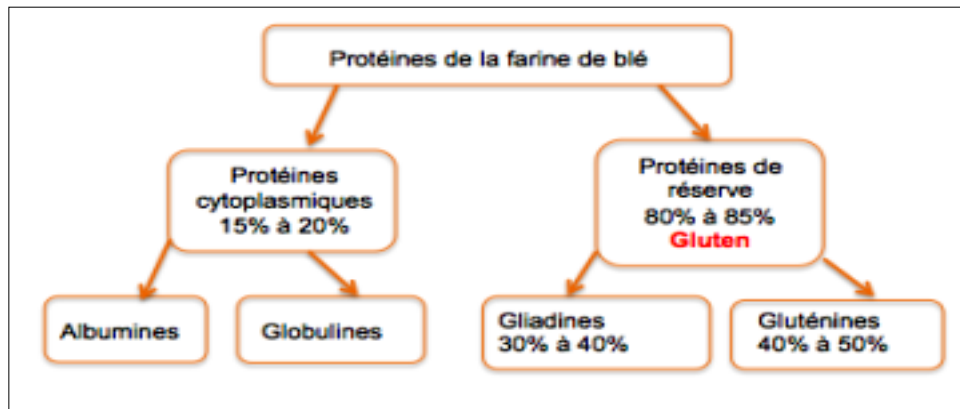 Protéines de la farine de blé
Protéines
cytoplasmiques
15% à 20%
Protéines de
réserve
80% à 85%
Gluten
Albumines
Globulines
Gliadines
30% à 40%
Gluténines
40% à 50%